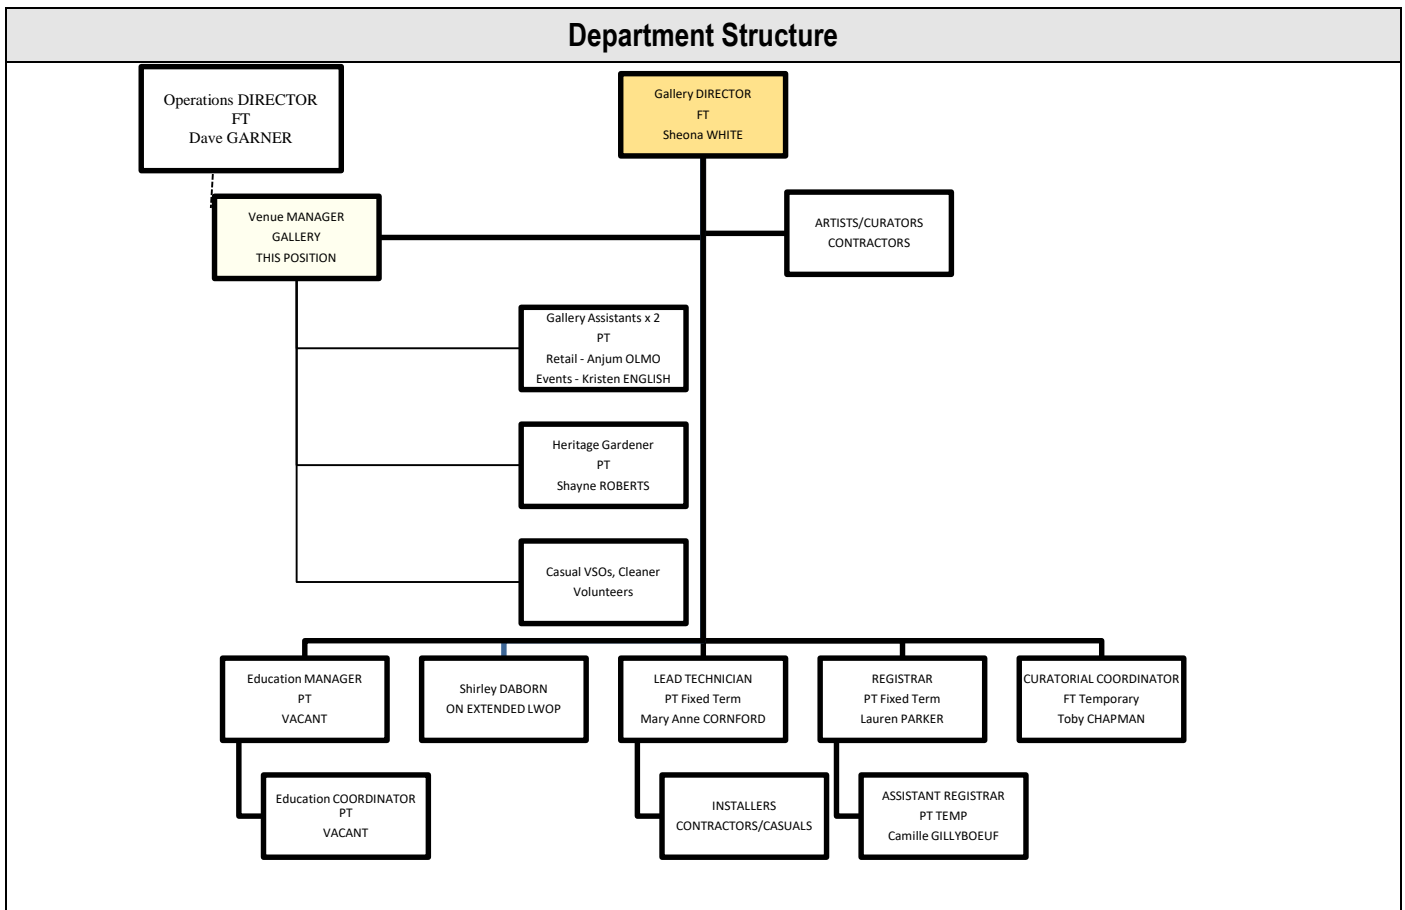 Department Structure
Operations DIRECTOR
FT
Dave GARNER
Gallery DIRECTOR
FT
Sheona WHITE
Venue MANAGER
GALLERY
THIS POSITION
ARTISTS/CURATORS
CONTRACTORS
Gallery Assistants x 2
PT
Retail - Anjum OLMO
Events - Kristen ENGLISH
Heritage Gardener
PT
Shayne ROBERTS
Casual VSOs, Cleaner
Volunteers
Education MANAGER
PT
VACANT
Shirley DABORN
ON EXTENDED LWOP
LEAD TECHNICIAN
PT Fixed Term
Mary Anne CORNFORD
REGISTRAR
PT Fixed Term
Lauren PARKER
CURATORIAL COORDINATOR
FT Temporary
Toby CHAPMAN
Education COORDINATOR
PT
VACANT
INSTALLERS
CONTRACTORS/CASUALS
ASSISTANT REGISTRAR
PT TEMP
Camille GILLYBOEUF